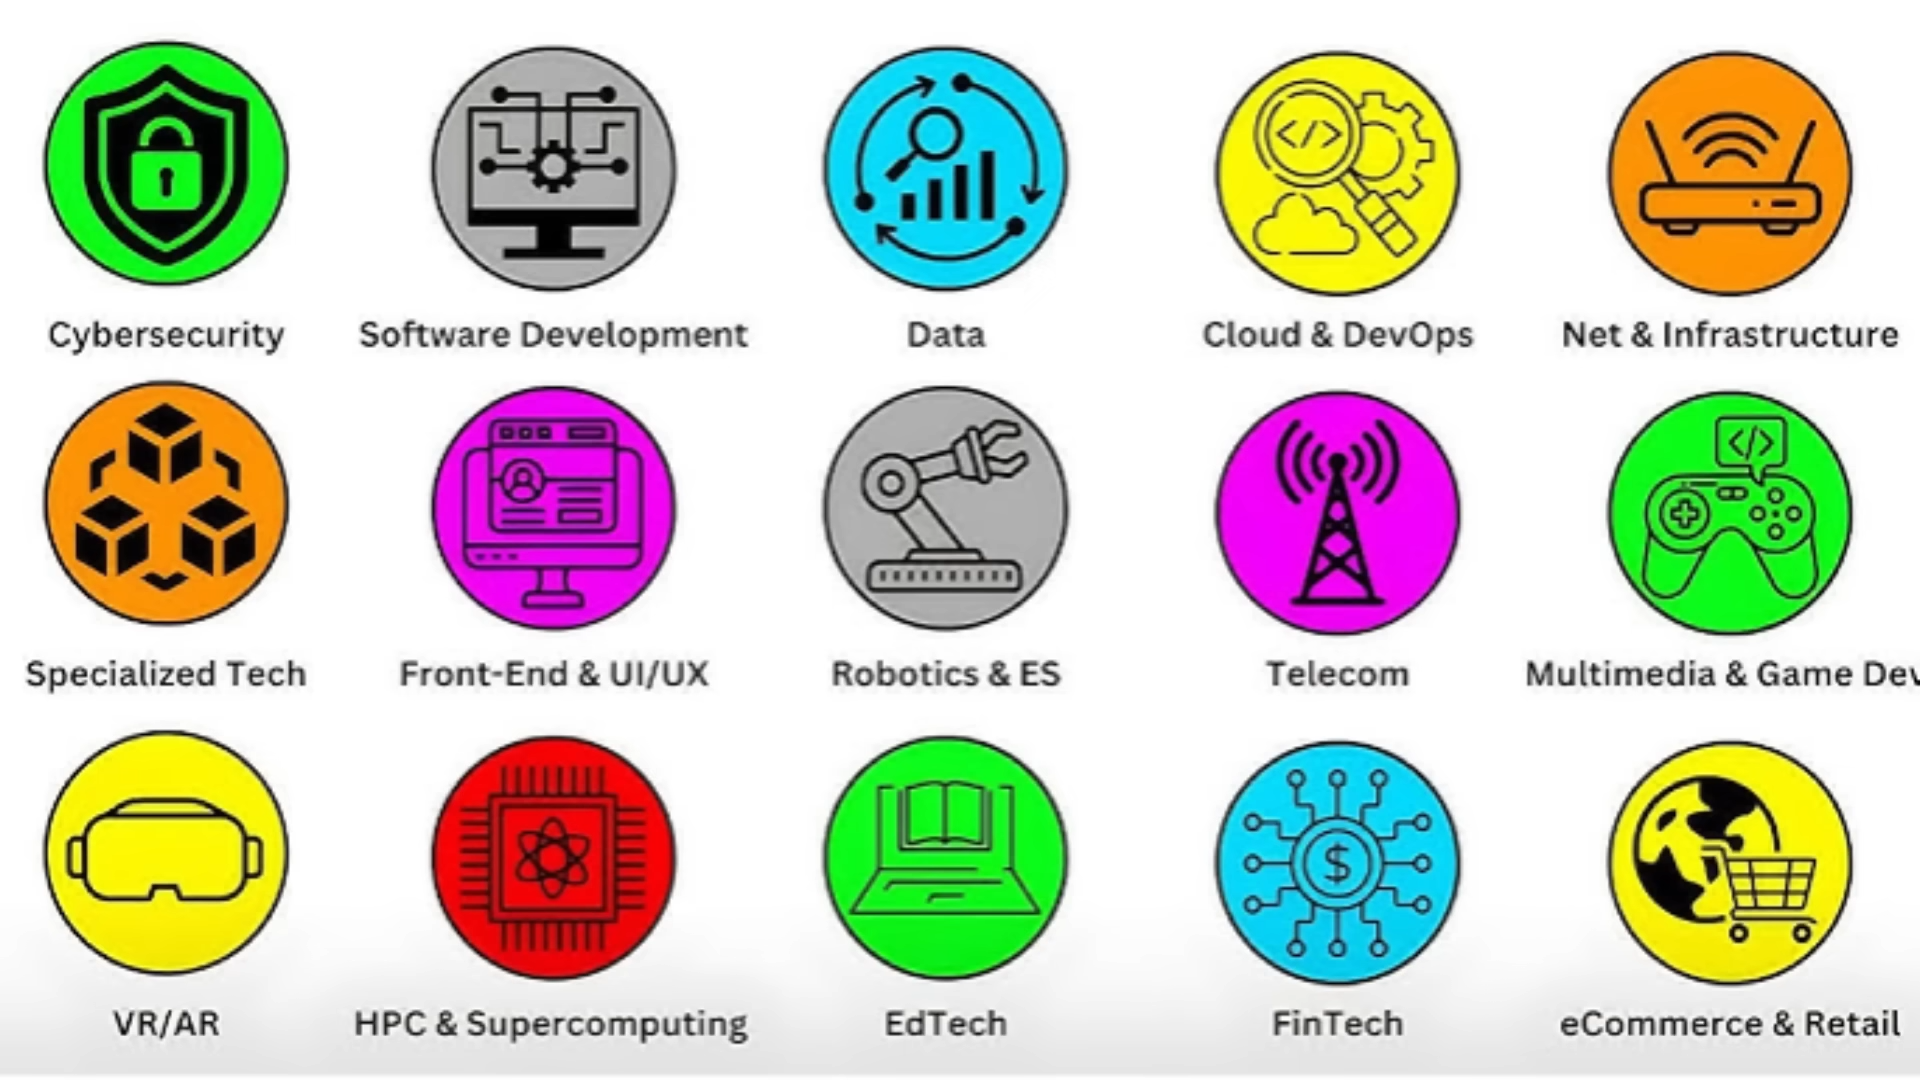 Cybersecurity
Software Development
Data
</>
Cloud & DevOps
Net & Infrastructure
</>
Specialized Tech
Front-End & UI/UX
Robotics & ES
Telecom
Multimedia & Game Dev
$
VR/AR
HPC & Supercomputing
EdTech
FinTech
eCommerce & Retail